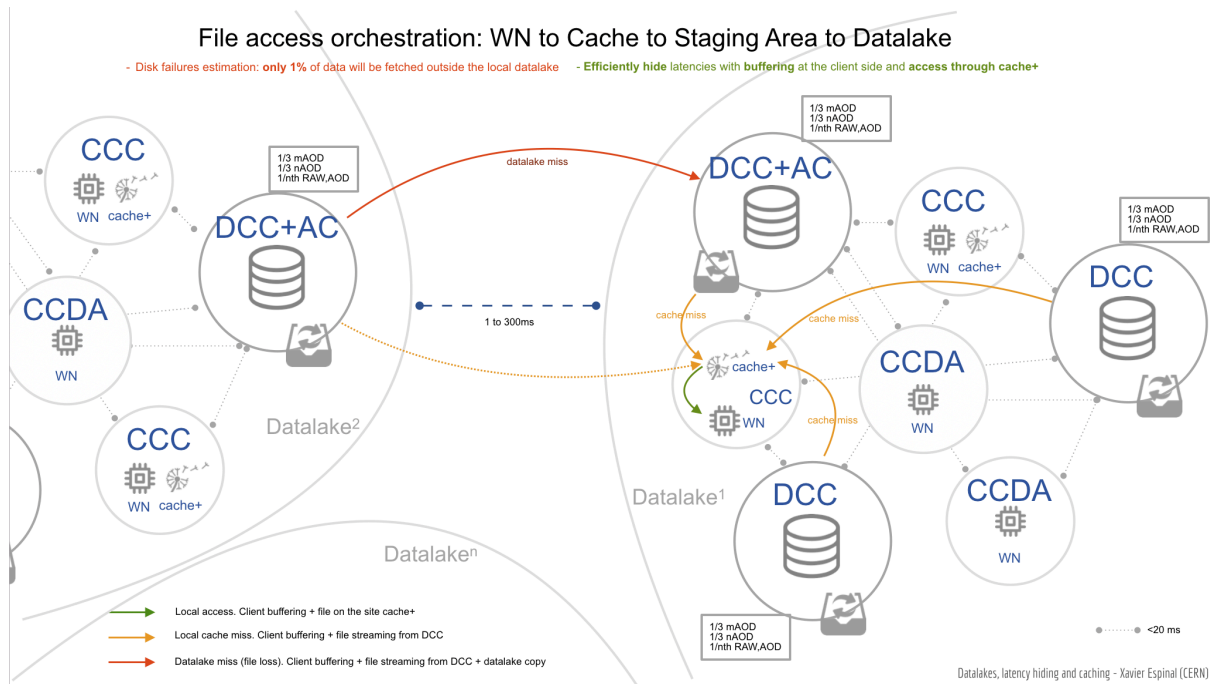 File access orchestration: WN to Cache to Staging Area to Datalake
- Disk failures estimation: only 1% of data will be fetched outside the local datalake
- Efficiently hide latencies with buffering at the client side and access through cache+
CCC
WN
cache+
1/3 mAOD
1/3 nAOD
1/nth RAW,AOD
DCC+AC
CCDA
WN
CCC
WN
cache+
Datalake2
datalake miss
1 to 300ms
1/3 mAOD
1/3 nAOD
1/nth RAW,AOD
DCC+AC
CCC
WN
cache+
1/3 mAOD
1/3 nAOD
1/nth RAW,AOD
DCC
cache miss
cache miss
cache+
CCC
WN
cache miss
CCDA
WN
Datalake1
DCC
CCDA
WN
1/3 mAOD
1/3 nAOD
1/nth RAW,AOD
Datalaken
Local access. Client buffering + file on the site cache+
Local cache miss. Client buffering + file streaming from DCC
Datalake miss (file loss). Client buffering + file streaming from DCC + datalake copy
<20 ms
Datalakes, latency hiding and caching - Xavier Espinal (CERN)